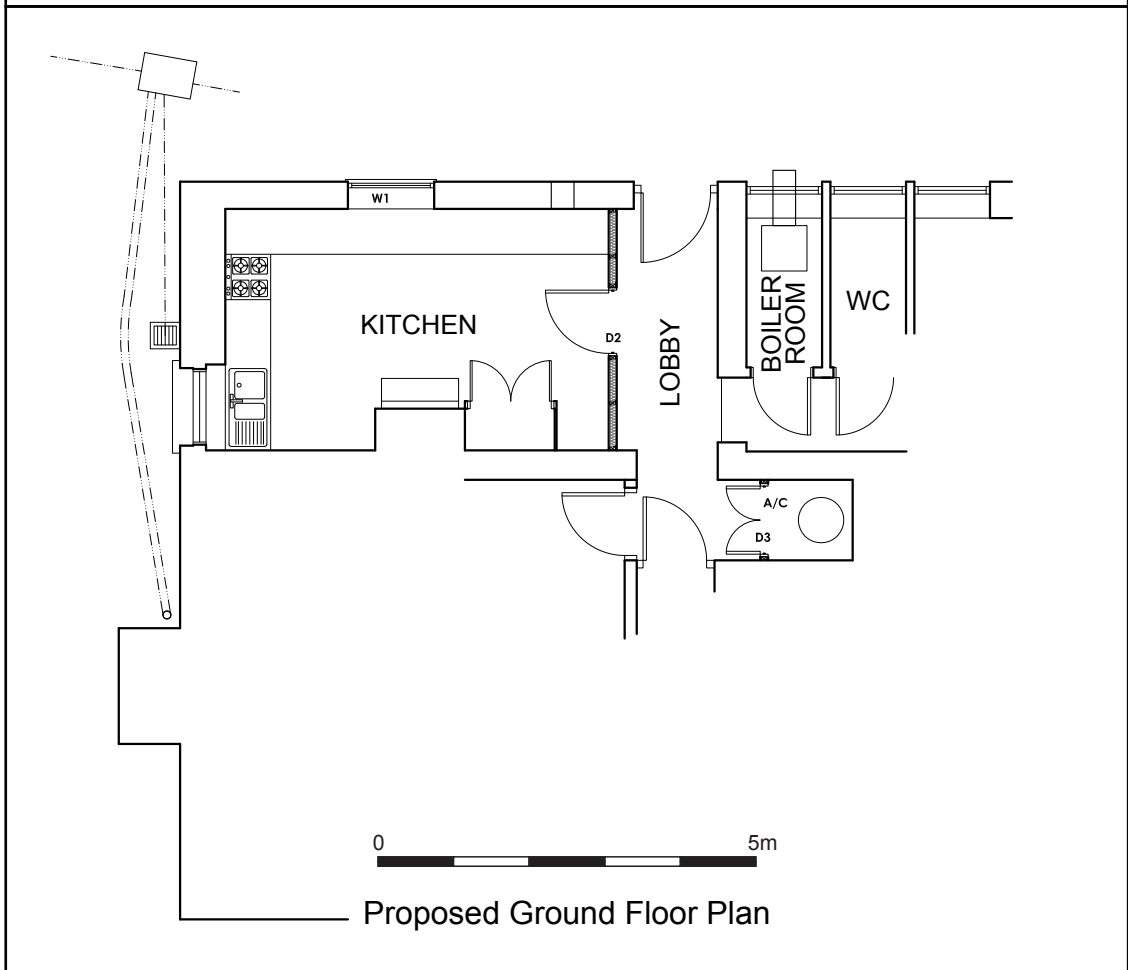 W1
KITCHEN
D2
LOBBY
BOILER
ROOM
WC
A/C
D3
0 5m
Proposed Ground Floor Plan